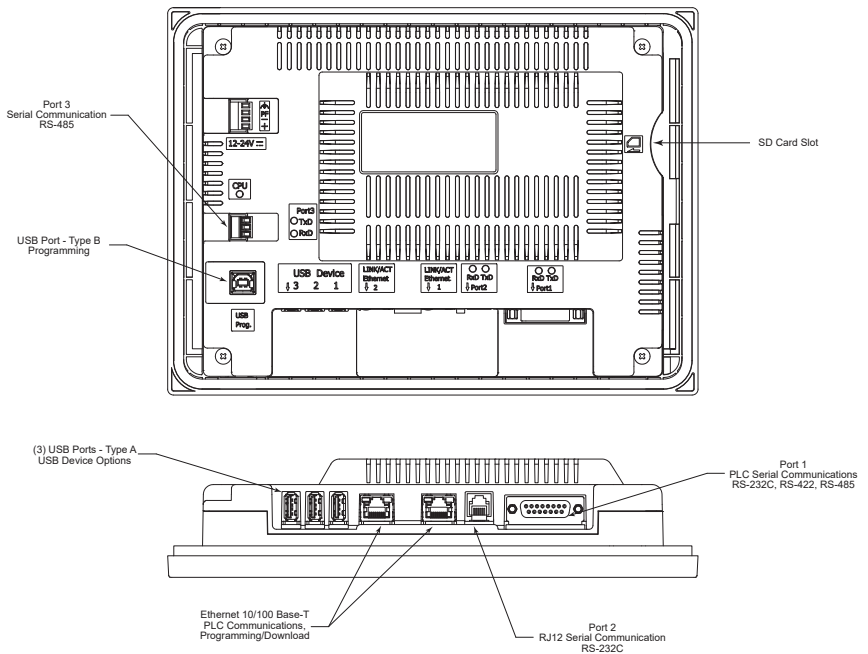 Port 3
Serial Communication
RS-485
PF
12-24V
CPU
Port3
TxD
RxD
SD Card Slot
USB Port - Type B
Programming
USB Device
3 2 1
LINK/ACT
Ethernet
2
LINK/ACT
Ethernet
1
RxD TxD
Port2
RxD TxD
Port1
USB
Prog.
(3) USB Ports - Type A
USB Device Options
Port 1
PLC Serial Communications
RS-232C, RS-422, RS-485
Ethernet 10/100 Base-T
PLC Communications,
Programming/Download
Port 2
RJ12 Serial Communication
RS-232C